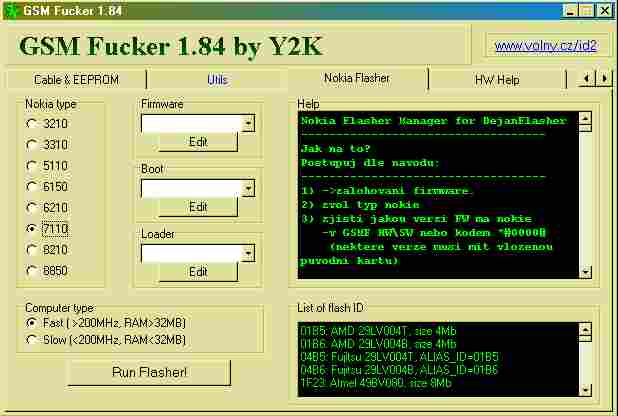 GSM Fucker 1.84
GSM Fucker 1.84 by Y2K
www.volny.cz/id2
Cable & EEPROM
Utils
Nokia Flasher
HW Help
Nokia type
3210
3310
5110
6150
6210
7110
8210
8850
Firmware
Edit
Boot
Edit
Loader
Edit
Computer type
Fast ( >200MHz, RAM>32MB)
Slow (<200MHz, RAM<32MB)
Run Flasher!
Help
Nokia Flasher Manager for DejanFlasher
--------------------------------------
Jak na to?
Postupuj dle navodu:
--------------------------------------
1) ->zalohovani firmware.
2) zvol typ nokie
3) zjisti jakou verzi FW ma nokie
-v GSMF HW\SW nebo kodem *#0000#
(nektere verze musi mit vlozenou
puvodni kartu)
List of flash ID
01B5: AMD 29LV004T, size 4Mb
01B6: AMD 29LV004B, size 4Mb
04B5: Fujitsu 29LV004T, ALIAS_ID=01B5
04B6: Fujitsu 29LV004B, ALIAS_ID=01B6
1F23: Atmel 49BV080, size 8Mb